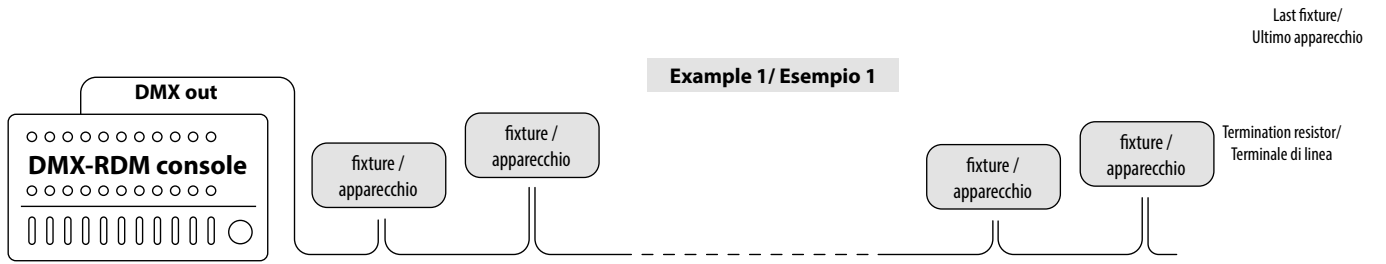 Last fixture/
Ultimo apparecchio
Example 1/ Esempio 1
DMX out
DMX-RDM console
fixture /
apparecchio
fixture /
apparecchio
fixture /
apparecchio
fixture /
apparecchio
Termination resistor/
Terminale di linea